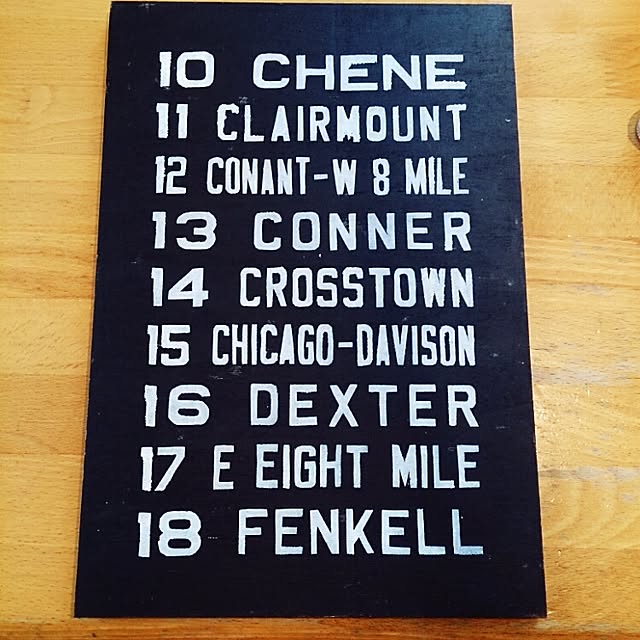 10 CHENE
11 CLAIRMOUNT
12 CONANT-W 8 MILE
13 CONNER
14 CROSSTOWN
15 CHICAGO-DAVISON
16 DEXTER
17 E EIGHT MILE
18 FENKELL